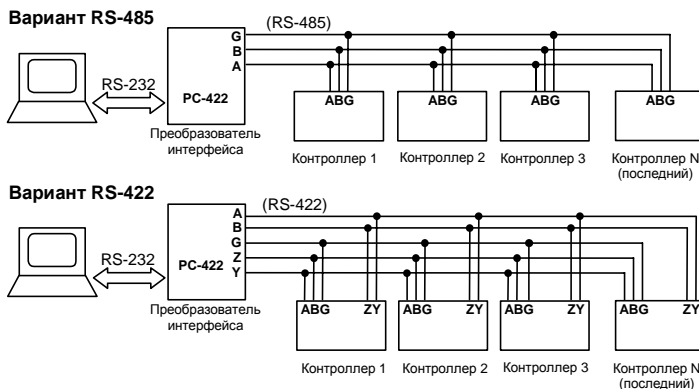 Вариант RS-485
(RS-485)
G
B
A
RS-232
PC-422
ABG
ABG
ABG
ABG
Преобразователь
интерфейса
Контроллер 1
Контроллер 2
Контроллер 3
Контроллер N
(последний)
Вариант RS-422
(RS-422)
A
B
G
Z
Y
RS-232
PC-422
ABG ZY
ABG ZY
ABG ZY
ABG ZY
Преобразователь
интерфейса
Контроллер 1
Контроллер 2
Контроллер 3
Контроллер N
(последний)